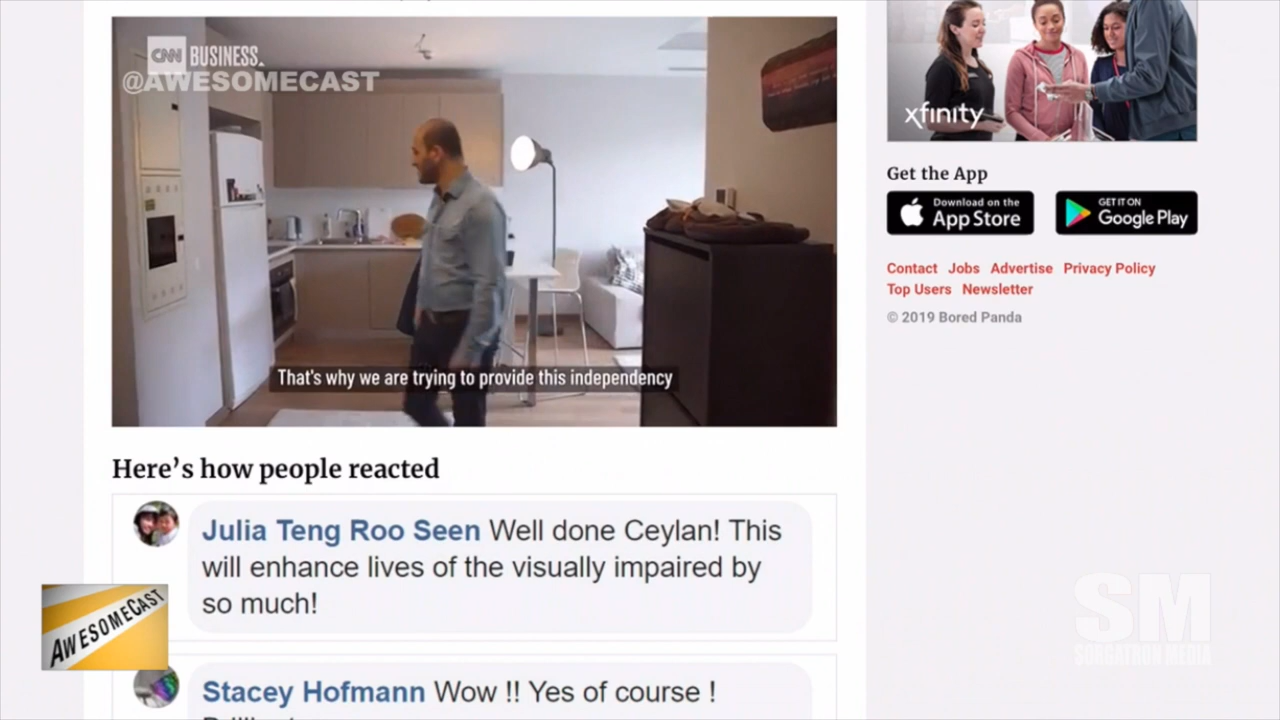 CNN BUSINESS.
@AWESOMECAST
That's why we are trying to provide this independency
Here's how people reacted
Julia Teng Roo Seen Well done Ceylan! This
will enhance lives of the visually impaired by
so much!
Stacey Hofmann Wow !! Yes of course !
xfinity
Get the App
Download on the
App Store
GET IT ON
Google Play
Contact Jobs Advertise Privacy Policy
Top Users Newsletter
© 2019 Bored Panda
AWESOMECAST
SM
SORGATRON MEDIA